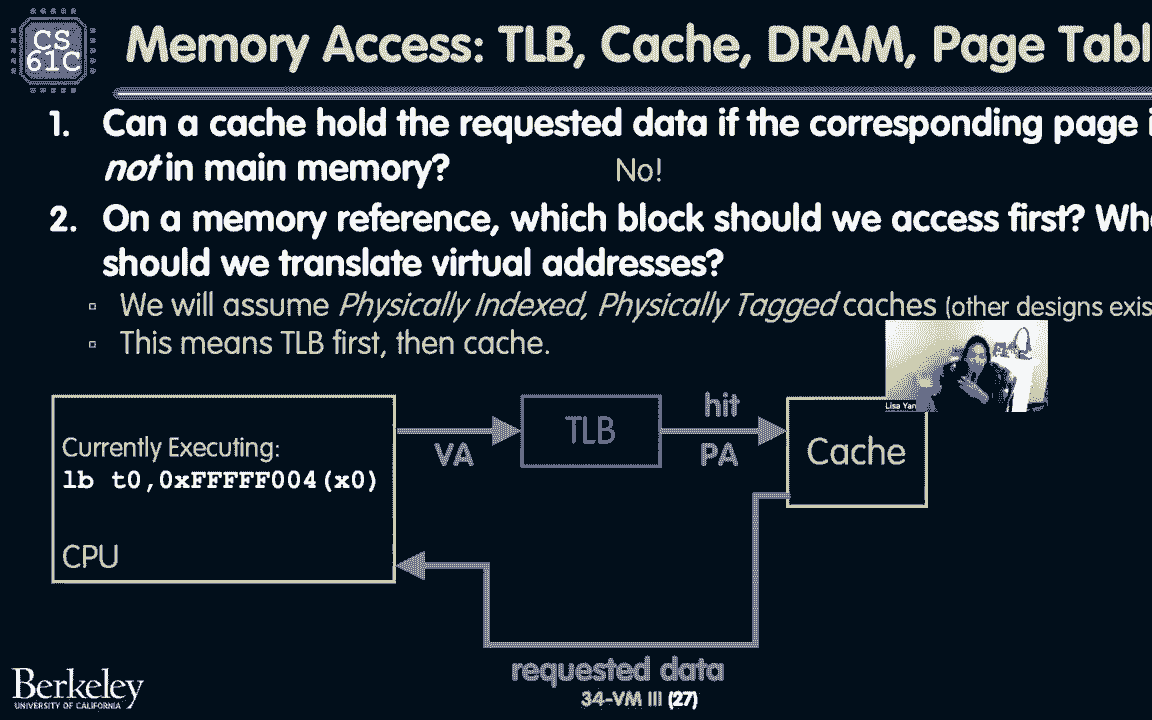 CS
61C
Memory Access: TLB, Cache, DRAM, Page Tabl
1. Can a cache hold the requested data if the corresponding page i
not in main memory? No!
2. On a memory reference, which block should we access first? Whe
should we translate virtual addresses?
▫ We will assume Physically Indexed, Physically Tagged caches (other designs exis
▫ This means TLB first, then cache.
Lisa Yan
Currently Executing:
lb t0,0xFFFFF004(x0)
CPU
VA
TLB
hit
PA
Cache
requested data
34-VM III (27)
Berkeley
UNIVERSITY OF CALIFORNIA